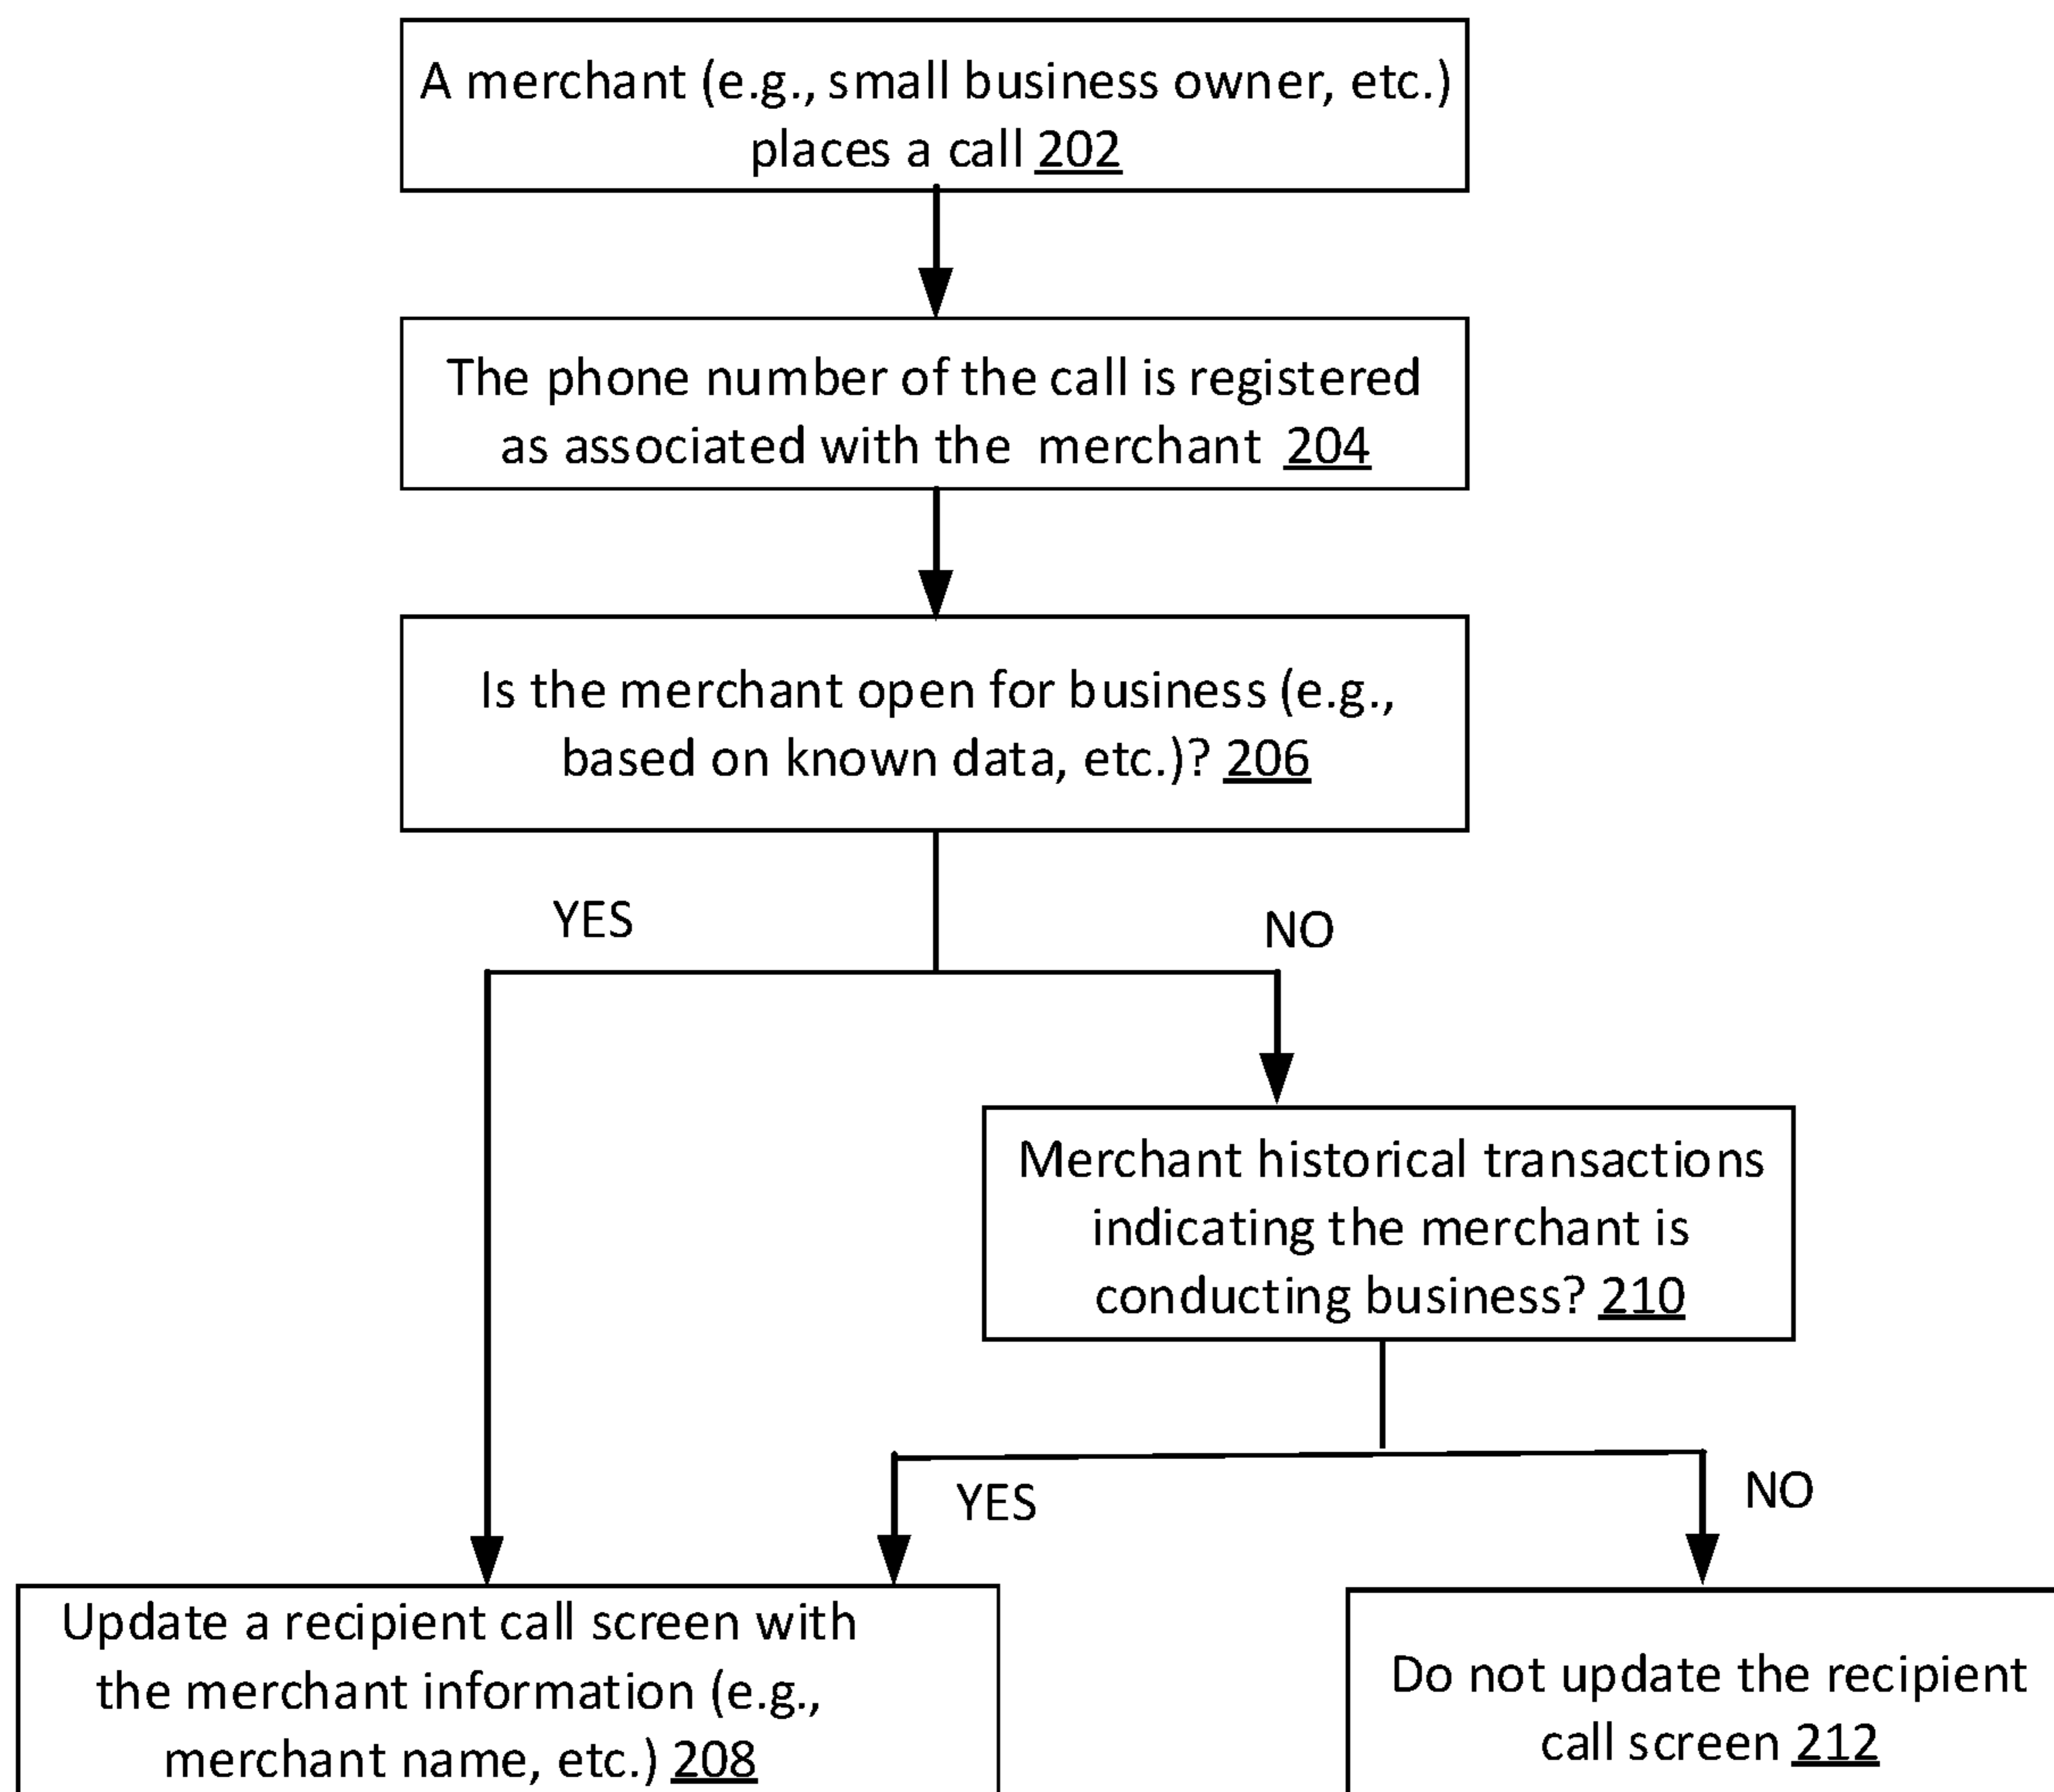 A merchant (e.g., small business owner, etc.)
places a call 202
The phone number of the call is registered
as associated with the merchant 204
Is the merchant open for business (e.g.,
based on known data, etc.)? 206
YES
NO
Merchant historical transactions
indicating the merchant is
conducting business? 210
YES
NO
Update a recipient call screen with
the merchant information (e.g.,
merchant name, etc.) 208
Do not update the recipient
call screen 212